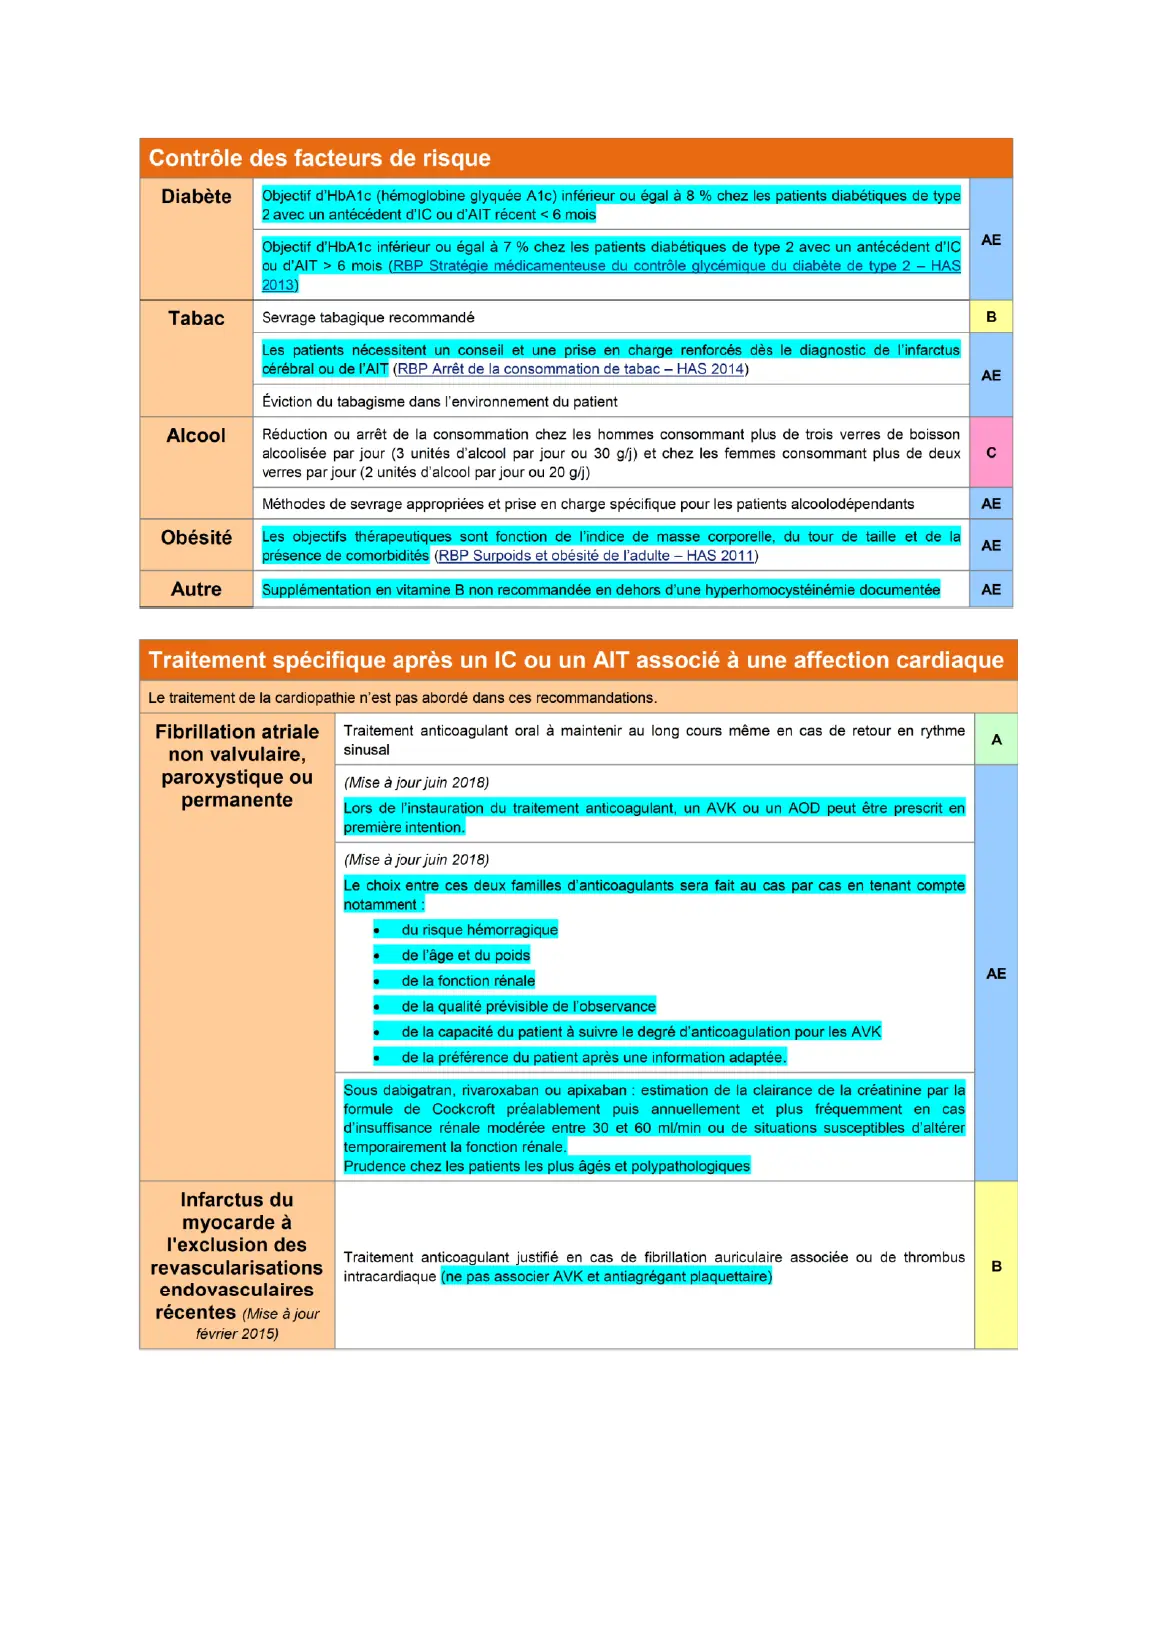 Contrôle des facteurs de risque
Diabète
Objectif d'HbA1c (hémoglobine glyquée A1c) inférieur ou égal à 8 % chez les patients diabétiques de type
2 avec un antécédent d'IC ou d'AIT récent < 6 mois
AE
Objectif d'HbA1c inférieur ou égal à 7 % chez les patients diabétiques de type 2 avec un antécédent d'IC
ou d'AIT > 6 mois (RBP Stratégie médicamenteuse du contrôle glycémique du diabète de type 2 – HAS
2013)
Tabac
Sevrage tabagique recommandé
B
Les patients nécessitent un conseil et une prise en charge renforcés dès le diagnostic de l'infarctus
cérébral ou de l'AIT (RBP Arrêt de la consommation de tabac – HAS 2014)
AE
Éviction du tabagisme dans l'environnement du patient
Alcool
Réduction ou arrêt de la consommation chez les hommes consommant plus de trois verres de boisson
alcoolisée par jour (3 unités d'alcool par jour ou 30 g/j) et chez les femmes consommant plus de deux
verres par jour (2 unités d'alcool par jour ou 20 g/j)
C
Méthodes de sevrage appropriées et prise en charge spécifique pour les patients alcoolodépendants
AE
Obésité
Les objectifs thérapeutiques sont fonction de l'indice de masse corporelle, du tour de taille et de la
présence de comorbidités (RBP Surpoids et obésité de l'adulte – HAS 2011)
AE
Autre
Supplémentation en vitamine B non recommandée en dehors d'une hyperhomocystéinémie documentée
AE
Traitement spécifique après un IC ou un AIT associé à une affection cardiaque
Le traitement de la cardiopathie n'est pas abordé dans ces recommandations.
Fibrillation atriale
non valvulaire,
paroxystique ou
permanente
Traitement anticoagulant oral à maintenir au long cours même en cas de retour en rythme
sinusal
A
(Mise à jour juin 2018)
Lors de l'instauration du traitement anticoagulant, un AVK ou un AOD peut être prescrit en
première intention.
(Mise à jour juin 2018)
Le choix entre ces deux familles d'anticoagulants sera fait au cas par cas en tenant compte
notamment :
• du risque hémorragique
• de l'âge et du poids
• de la fonction rénale
• de la qualité prévisible de l'observance
• de la capacité du patient à suivre le degré d'anticoagulation pour les AVK
• de la préférence du patient après une information adaptée.
AE
Sous dabigatran, rivaroxaban ou apixaban : estimation de la clairance de la créatinine par la
formule de Cockcroft préalablement puis annuellement et plus fréquemment en cas
d'insuffisance rénale modérée entre 30 et 60 ml/min ou de situations susceptibles d'altérer
temporairement la fonction rénale.
Prudence chez les patients les plus âgés et polypathologiques
Infarctus du
myocarde à
l'exclusion des
revascularisations
endovasculaires
récentes (Mise à jour
février 2015)
Traitement anticoagulant justifié en cas de fibrillation auriculaire associée ou de thrombus
intracardiaque (ne pas associer AVK et antiagrégant plaquettaire)
B